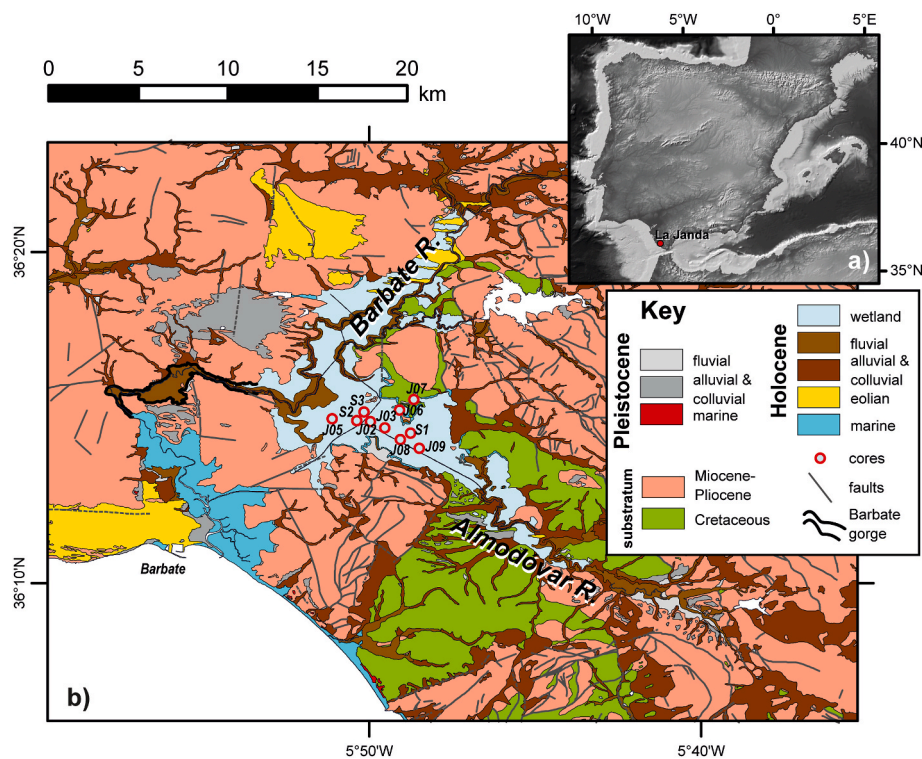 0 5 10 15 20
km
10°W 5°W 0° 5°E
40°N
35°N
La Janda
a)
36°20'N
36°10'N
Barbate R.
Almodovar R.
J07
J06
S3
S2
J03
J05
J02
S1
J08
J09
Barbate
b)
5°50'W 5°40'W
Key
Pleistocene
fluvial
alluvial &
colluvial
marine
Holocene
wetland
fluvial
alluvial &
colluvial
eolian
marine
substratum
Miocene-
Pliocene
Cretaceous
cores
faults
Barbate
gorge